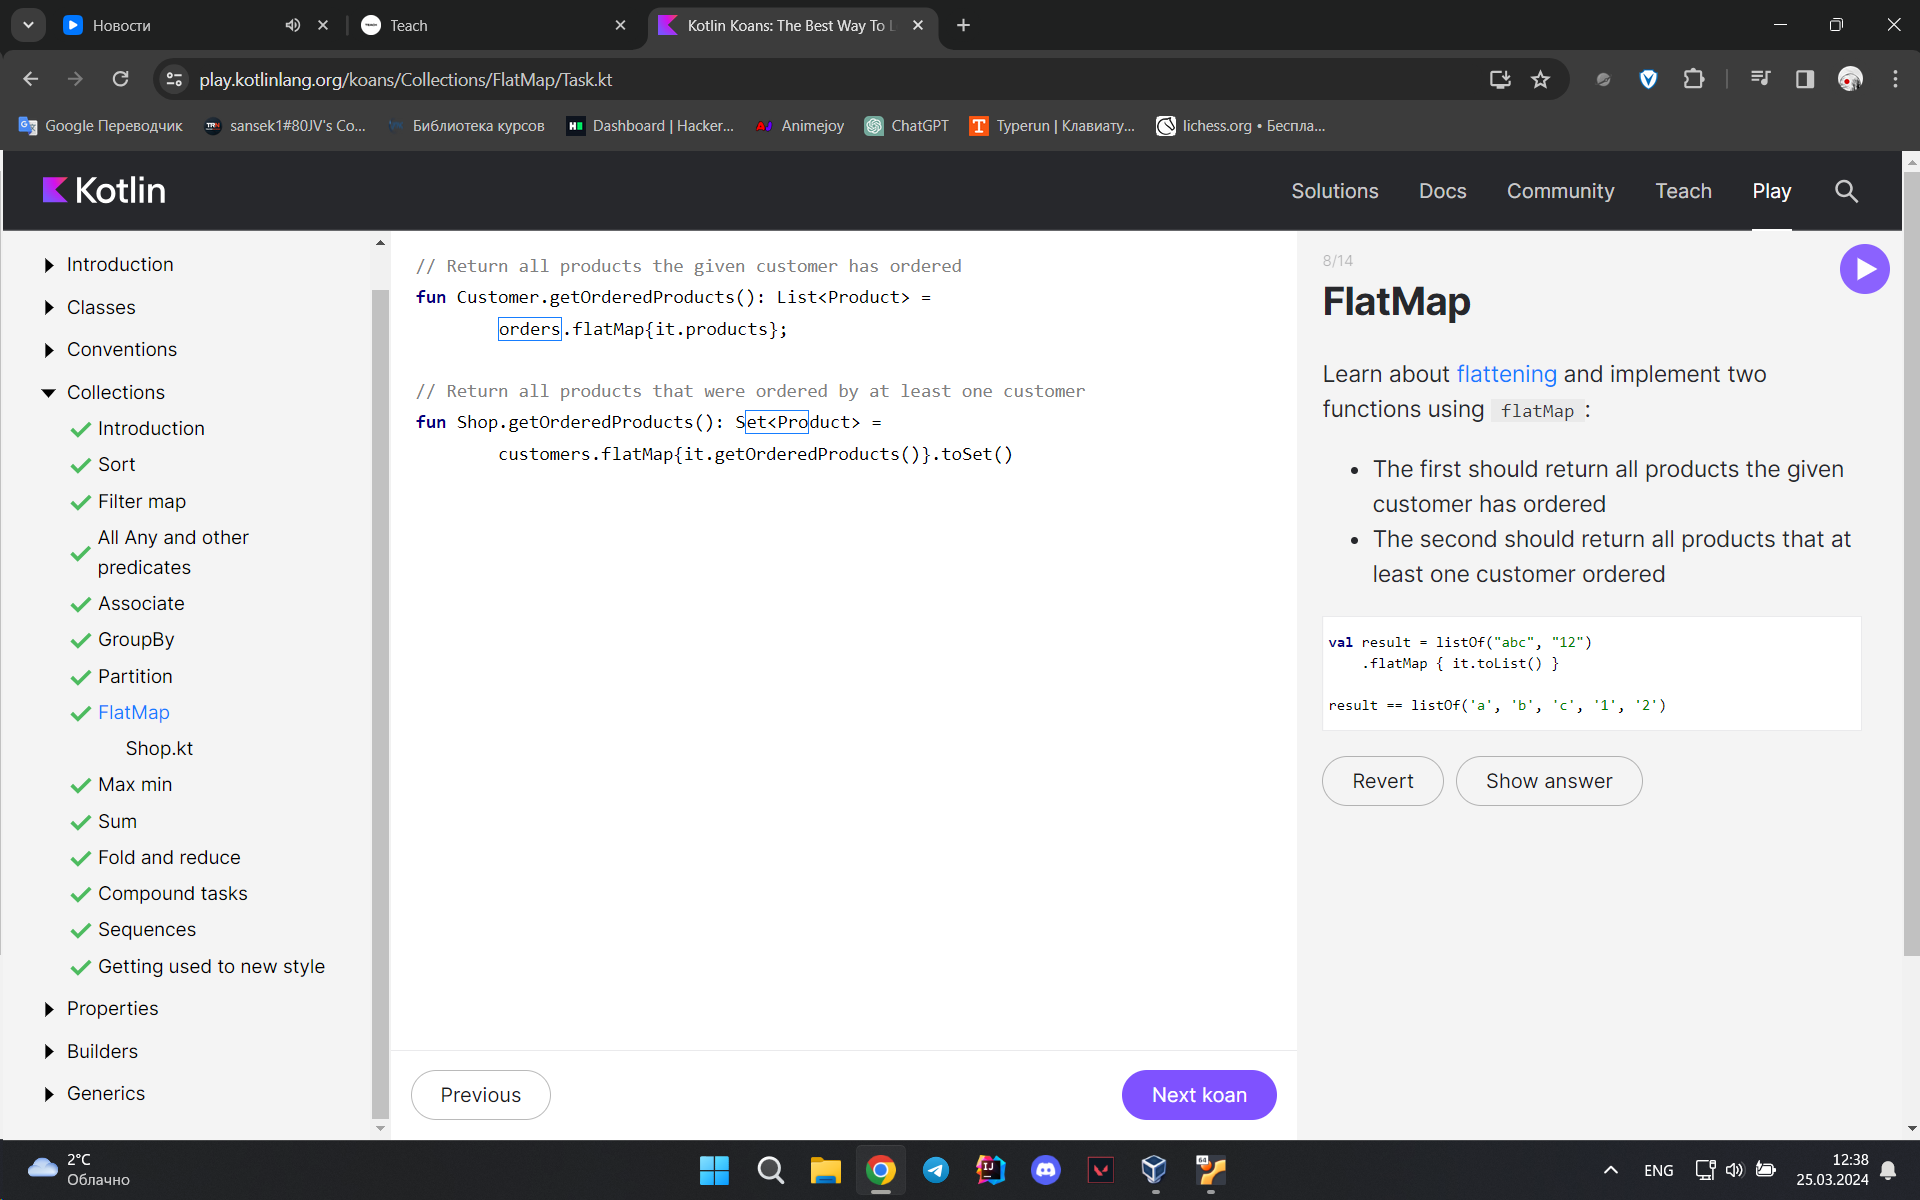 Новости
Teach
Kotlin Koans: The Best Way To L
play.kotlinlang.org/koans/Collections/FlatMap/Task.kt
Google Переводчик
sansek1#80JV's Co...
Библиотека курсов
Dashboard | Hacker...
Animejoy
ChatGPT
Typerun | Клавиату...
lichess.org • Беспла...
Kotlin
Solutions
Docs
Community
Teach
Play
Introduction
Classes
Conventions
Collections
Introduction
Sort
Filter map
All Any and other
predicates
Associate
GroupBy
Partition
FlatMap
Shop.kt
Max min
Sum
Fold and reduce
Compound tasks
Sequences
Getting used to new style
Properties
Builders
Generics
// Return all products the given customer has ordered
fun Customer.getOrderedProducts(): List<Product> =
orders.flatMap{it.products};
// Return all products that were ordered by at least one customer
fun Shop.getOrderedProducts(): Set<Product> =
customers.flatMap{it.getOrderedProducts()}.toSet()
Previous
Next koan
8/14
FlatMap
Learn about flattening and implement two
functions using flatMap :
• The first should return all products the given
customer has ordered
• The second should return all products that at
least one customer ordered
val result = listOf("abc", "12")
.flatMap { it.toList() }
result == listOf('a', 'b', 'c', '1', '2')
Revert
Show answer
2°C
Облачно
64
ENG
12:38
25.03.2024